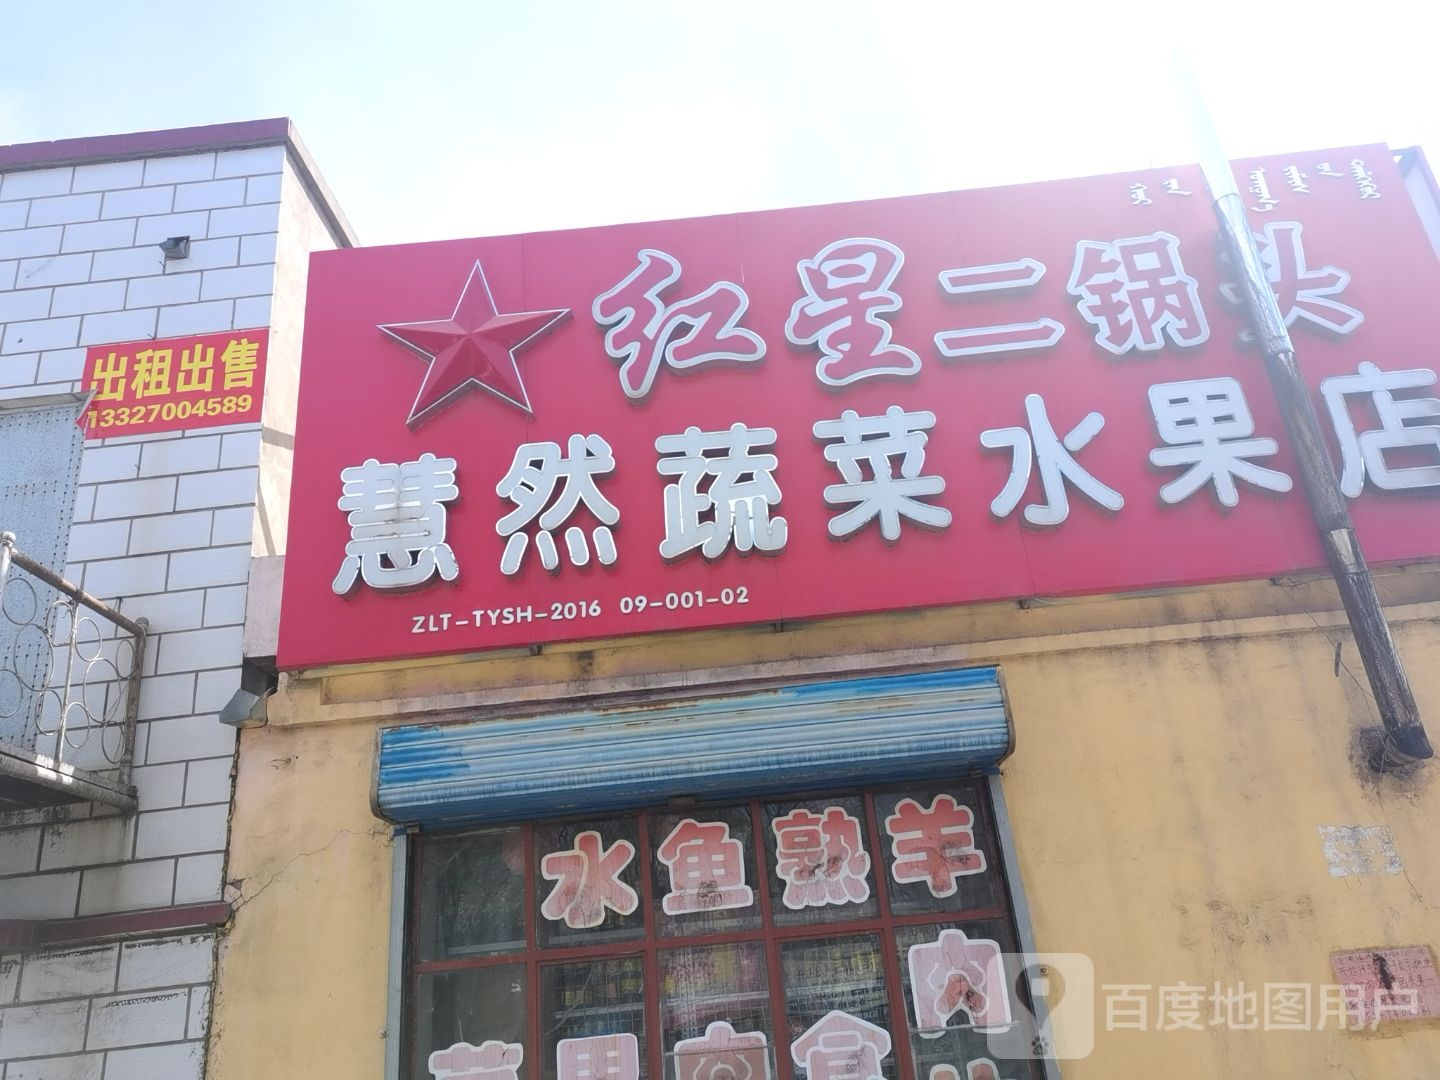 红星二锅头
慧然蔬菜水果店
ZLT-TYSH-2016 09-001-02
出租出售
13327004589
水鱼熟羊
肉
百度地图用户